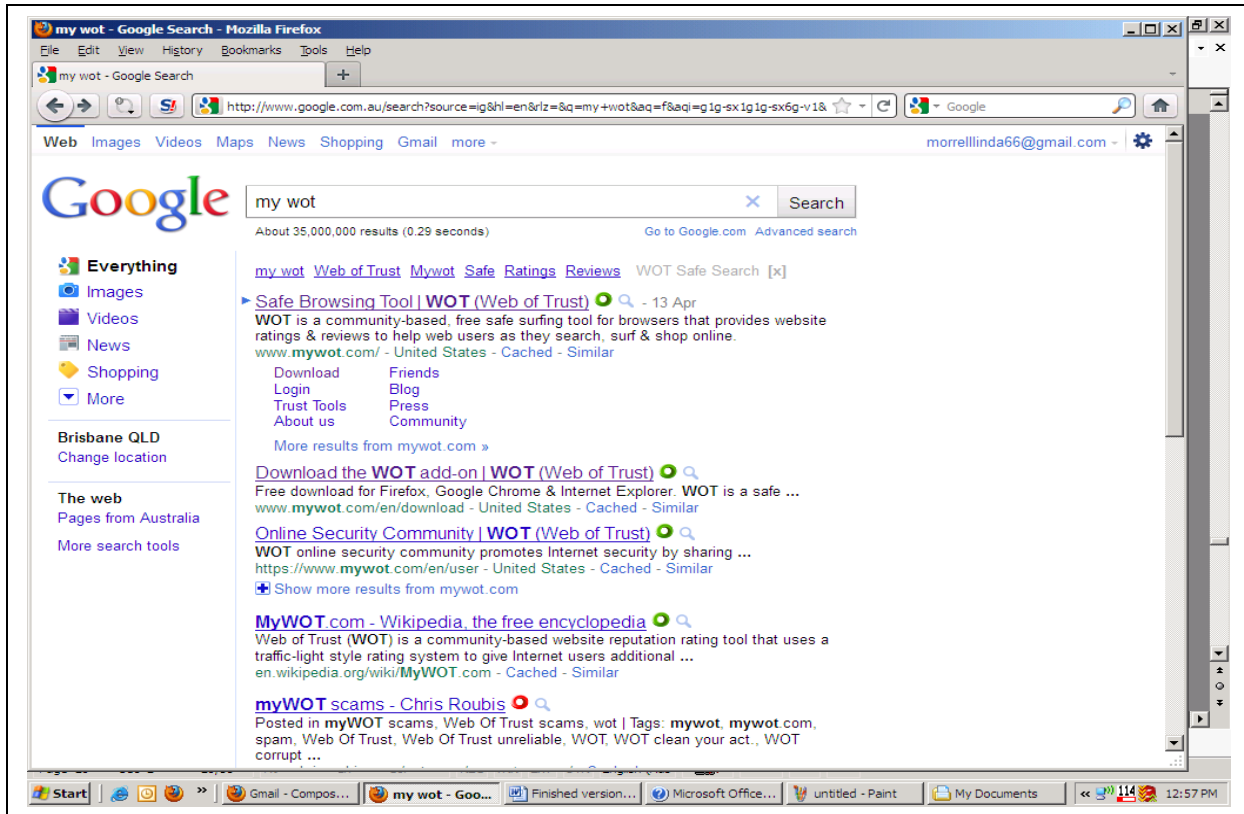 my wot - Google Search - Mozilla Firefox
File Edit View History Bookmarks Tools Help
my wot - Google Search
http://www.google.com.au/search?source=ig&hl=en&rlz=&q=my+wot&aq=f&aqi=g1g-sx1g1g-sx6g-v1& Google
Web Images Videos Maps News Shopping Gmail more morrelllinda66@gmail.com
Google
my wot Search
About 35,000,000 results (0.29 seconds) Go to Google.com Advanced search
Everything
Images
Videos
News
Shopping
More
Brisbane QLD
Change location
The web
Pages from Australia
More search tools
my wot Web of Trust Mywot Safe Ratings Reviews WOT Safe Search [x]
Safe Browsing Tool | WOT (Web of Trust) - 13 Apr
WOT is a community-based, free safe surfing tool for browsers that provides website
ratings & reviews to help web users as they search, surf & shop online.
www.mywot.com/ - United States - Cached - Similar
Download Friends
Login Blog
Trust Tools Press
About us Community
More results from mywot.com »
Download the WOT add-on | WOT (Web of Trust)
Free download for Firefox, Google Chrome & Internet Explorer. WOT is a safe ...
www.mywot.com/en/download - United States - Cached - Similar
Online Security Community | WOT (Web of Trust)
WOT online security community promotes Internet security by sharing ...
https://www.mywot.com/en/user - United States - Cached - Similar
Show more results from mywot.com
MyWOT.com - Wikipedia, the free encyclopedia
Web of Trust (WOT) is a community-based website reputation rating tool that uses a
traffic-light style rating system to give Internet users additional ...
en.wikipedia.org/wiki/MyWOT.com - Cached - Similar
myWOT scams - Chris Roubis
Posted in myWOT scams, Web Of Trust scams, wot | Tags: mywot, mywot.com,
spam, Web Of Trust, Web Of Trust unreliable, WOT, WOT clean your act., WOT
corrupt ...
Start » Gmail - Compos... my wot - Goo... Finished version... Microsoft Office... untitled - Paint My Documents « 114 12:57 PM